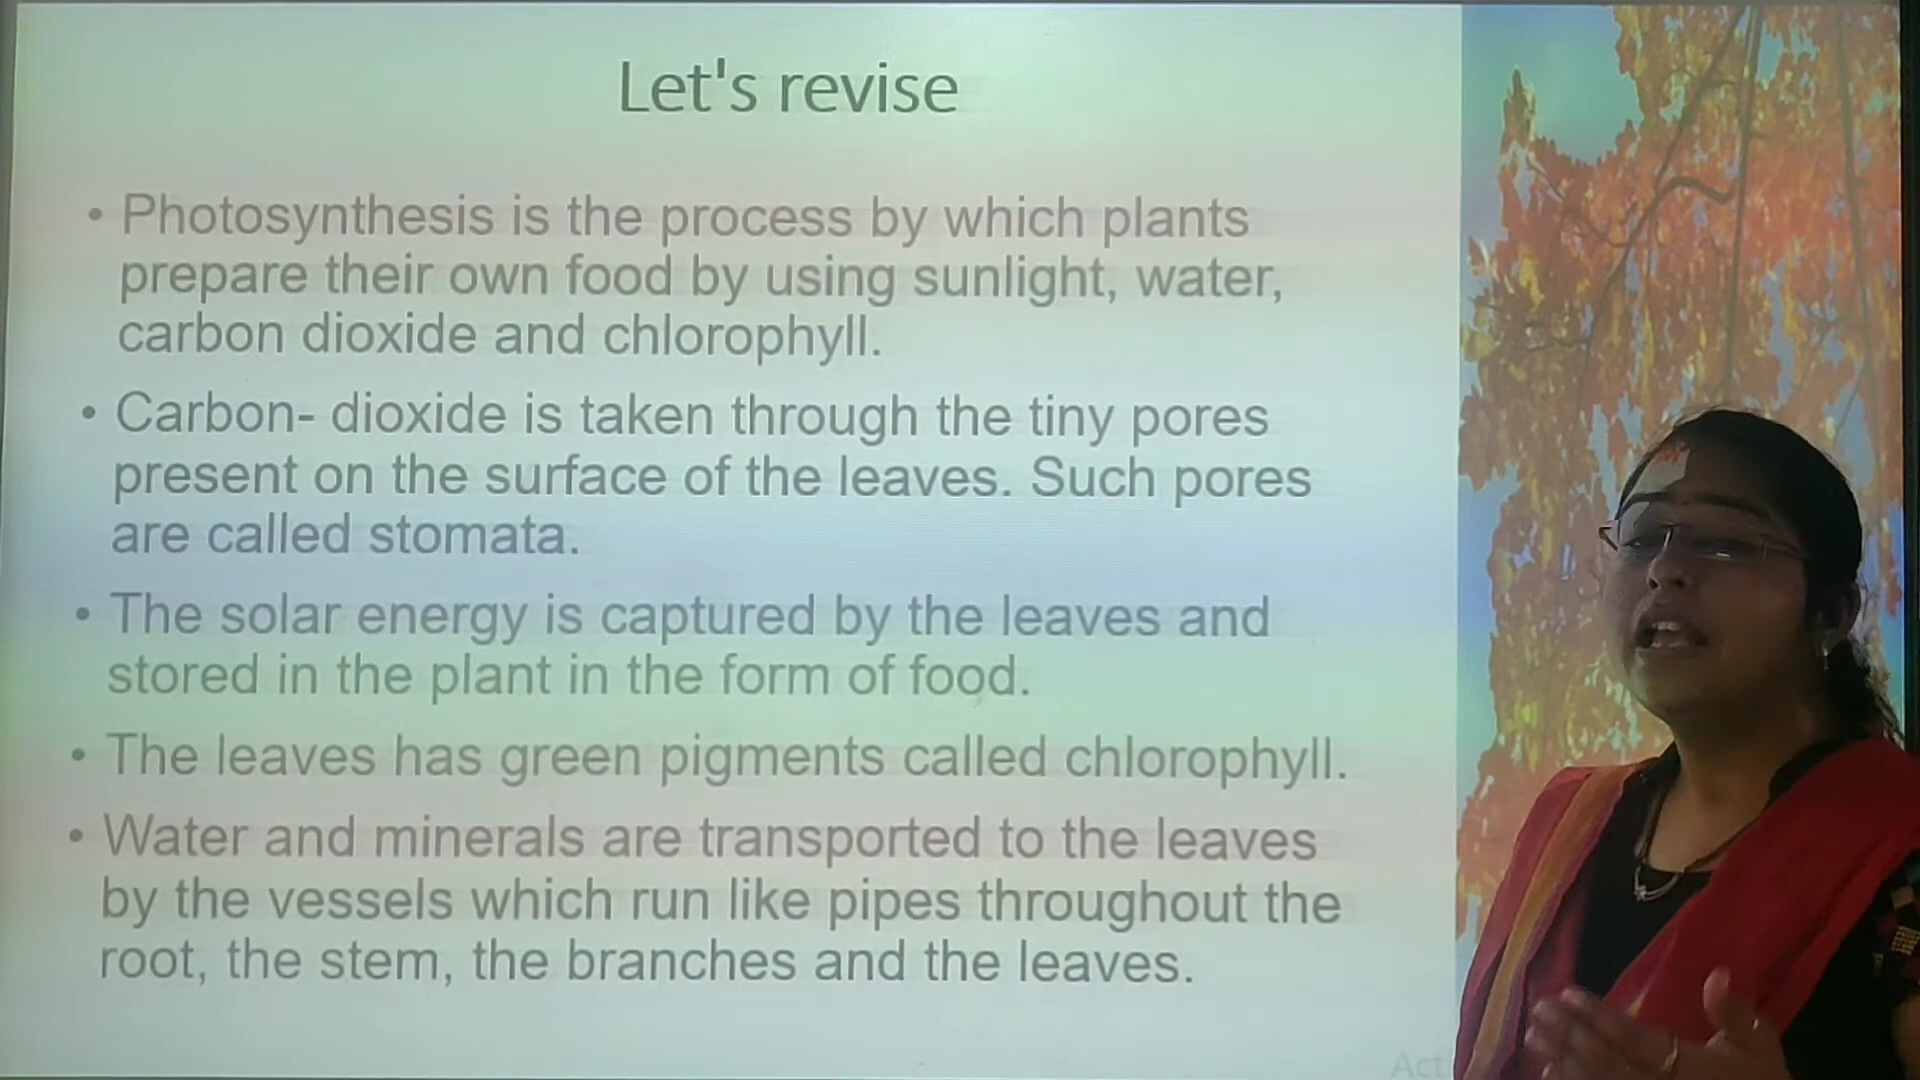 Let's revise
• Photosynthesis is the process by which plants
prepare their own food by using sunlight, water,
carbon dioxide and chlorophyll.
• Carbon- dioxide is taken through the tiny pores
present on the surface of the leaves. Such pores
are called stomata.
• The solar energy is captured by the leaves and
stored in the plant in the form of food.
• The leaves has green pigments called chlorophyll.
• Water and minerals are transported to the leaves
by the vessels which run like pipes throughout the
root, the stem, the branches and the leaves.